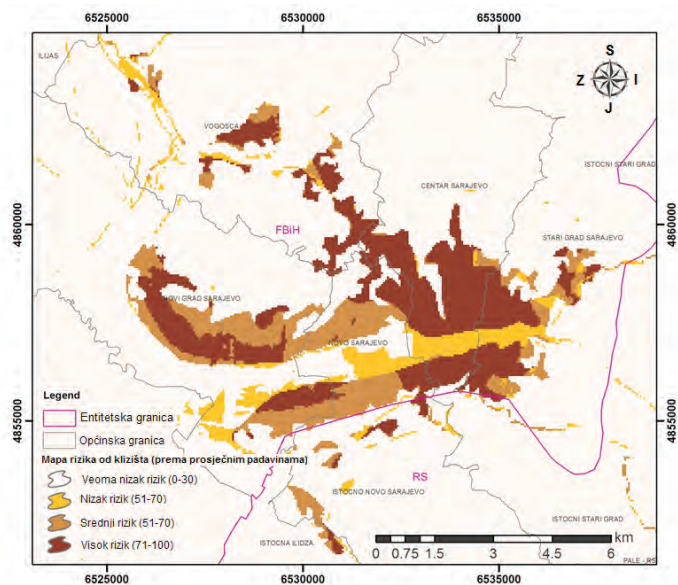 6525000 6530000 6535000
ILIJAS
S
Z I
J
VOGOSCA
ISTOCNI STARI GRAD
CENTAR SARAJEVO
4860000 4860000
FBiH
STARI GRAD SARAJEVO
NOVI GRAD SARAJEVO
NOVO SARAJEVO
Legend
Entitetska granica
Općinska granica
4855000 4855000
Mapa rizika od klizišta (prema prosječnim padavinama)
Veoma nizak rizik (0-30)
Nizak rizik (51-70)
Srednji rizik (51-70)
Visok rizik (71-100)
RS
ISTOCNO NOVO SARAJEVO
ISTOCNI STARI GRAD
ISTOCNA ILIDZA
km
0 0.75 1.5 3 4.5 6
PALE - RS
6525000 6530000 6535000